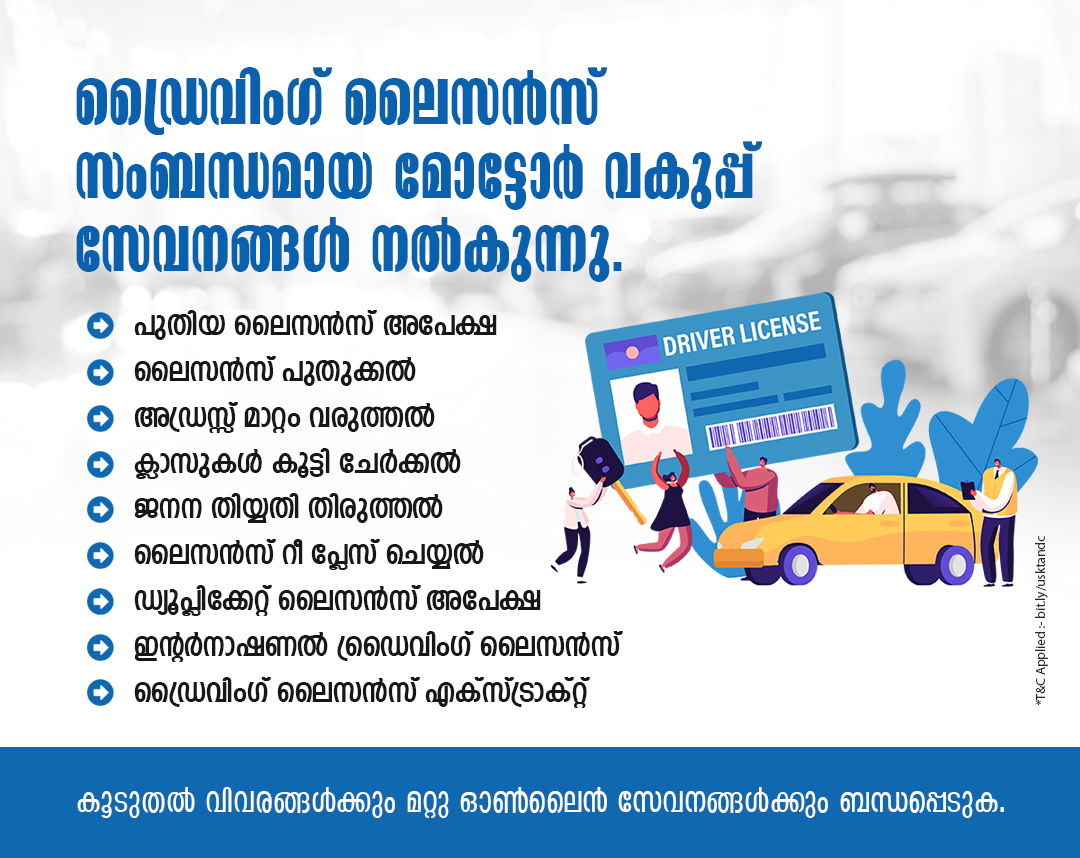 ഡ്രൈവിംഗ് ലൈസൻസ്
സംബന്ധമായ മോട്ടോർ വകുപ്പ്
സേവനങ്ങൾ നൽകുന്നു.
പുതിയ ലൈസൻസ് അപേക്ഷ
ലൈസൻസ് പുതുക്കൽ
അഡ്രസ്സ് മാറ്റം വരുത്തൽ
ക്ലാസുകൾ കൂട്ടി ചേർക്കൽ
ജനന തിയ്യതി തിരുത്തൽ
ലൈസൻസ് റീ പ്ലേസ് ചെയ്യൽ
ഡ്യൂപ്ലിക്കേറ്റ് ലൈസൻസ് അപേക്ഷ
ഇന്റർനാഷണൽ ഡ്രൈവിംഗ് ലൈസൻസ്
ഡ്രൈവിംഗ് ലൈസൻസ് എക്സ്ട്രാക്റ്റ്
DRIVER LICENSE
*T&C Applied :- bit.ly/usktandc
കൂടുതൽ വിവരങ്ങൾക്കും മറ്റു ഓൺലൈൻ സേവനങ്ങൾക്കും ബന്ധപ്പെടുക.